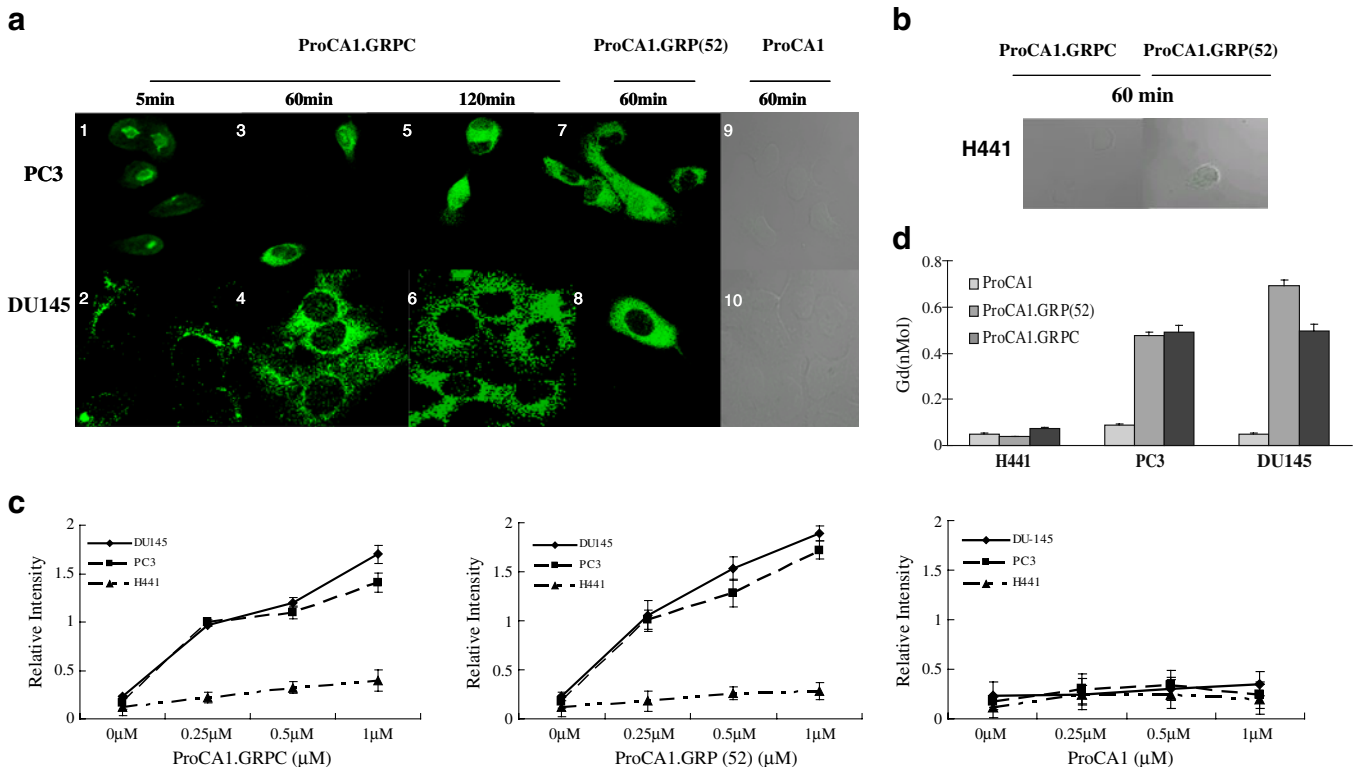 a
ProCA1.GRPC
ProCA1.GRP(52)
ProCA1
5min
60min
120min
60min
60min
PC3
1
3
5
7
9
DU145
2
4
6
8
10
b
ProCA1.GRPC
ProCA1.GRP(52)
60 min
H441
d
0.8
0.6
0.4
0.2
0
Gd(nMol)
ProCA1
ProCA1.GRP(52)
ProCA1.GRPC
H441
PC3
DU145
c
2
1.5
1
0.5
0
Relative Intensity
DU145
PC3
H441
0µM
0.25µM
0.5µM
1µM
ProCA1.GRPC (µM)
2
1.5
1
0.5
0
Relative Intensity
DU145
PC3
H441
0µM
0.25µM
0.5µM
1µM
ProCA1.GRP (52) (µM)
2
1.5
1
0.5
0
Relative Intensity
DU-145
PC3
H441
0µM
0.25µM
0.5µM
1µM
ProCA1 (µM)